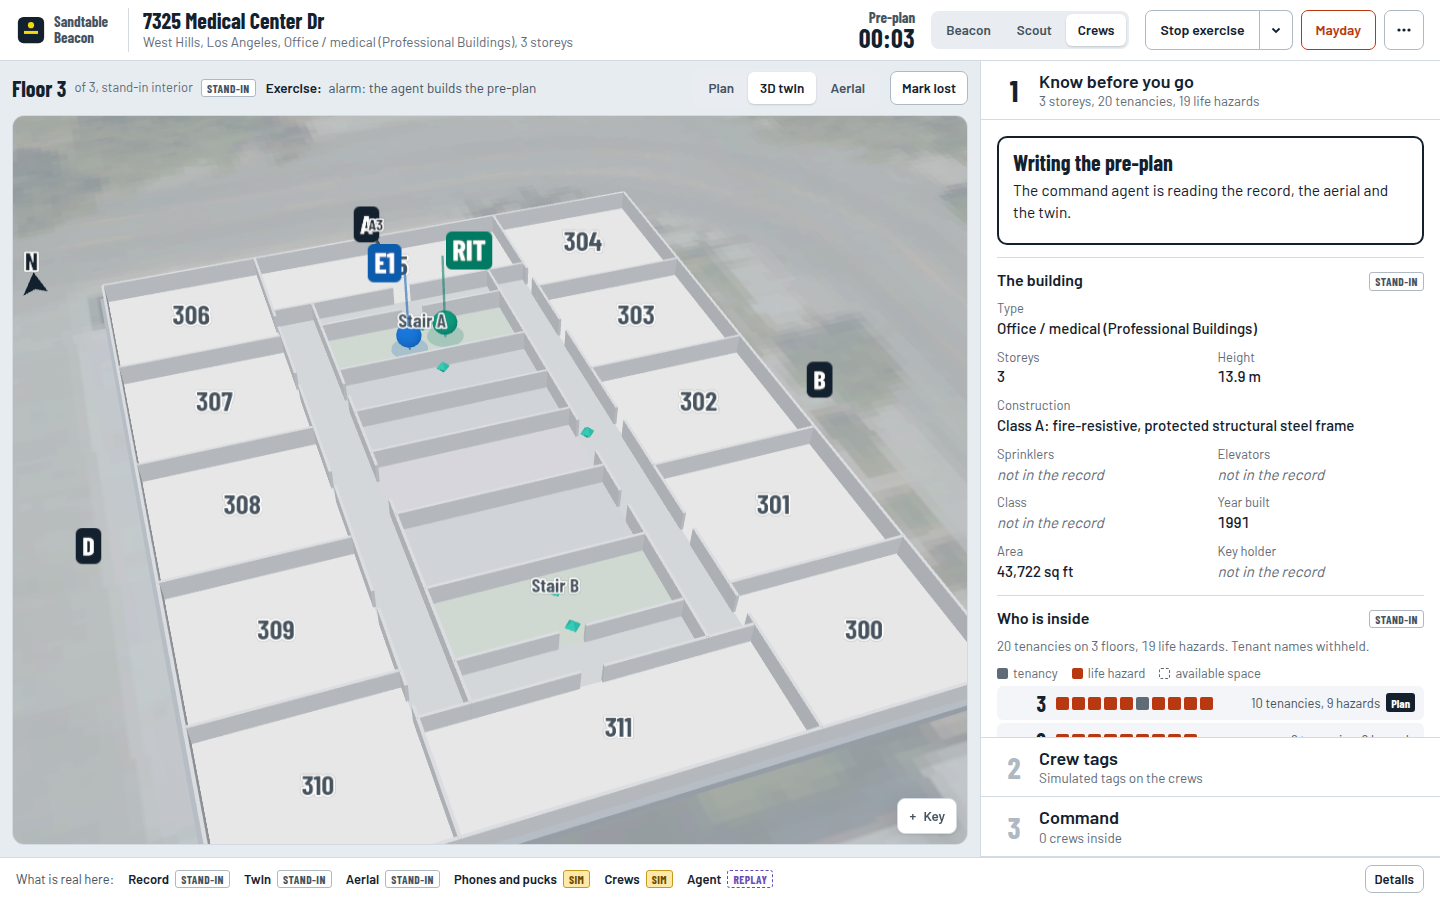 Sandtable
Beacon
7325 Medical Center Dr
West Hills, Los Angeles, Office / medical (Professional Buildings), 3 storeys
Pre-plan
00:03
Beacon Scout Crews
Stop exercise
Mayday
Floor 3 of 3, stand-in interior STAND-IN Exercise: alarm: the agent builds the pre-plan
Plan 3D twin Aerial Mark lost
N
A3
E1
RIT
304
306
Stair A
303
307
302
B
308
301
D
Stair B
309
300
311
310
+ Key
1 Know before you go
3 storeys, 20 tenancies, 19 life hazards
Writing the pre-plan
The command agent is reading the record, the aerial and
the twin.
The building STAND-IN
Type
Office / medical (Professional Buildings)
Storeys Height
3 13.9 m
Construction
Class A: fire-resistive, protected structural steel frame
Sprinklers Elevators
not in the record not in the record
Class Year built
not in the record 1991
Area Key holder
43,722 sq ft not in the record
Who is inside STAND-IN
20 tenancies on 3 floors, 19 life hazards. Tenant names withheld.
tenancy life hazard available space
3 10 tenancies, 9 hazards Plan
2 Crew tags
Simulated tags on the crews
3 Command
0 crews inside
What is real here: Record STAND-IN Twin STAND-IN Aerial STAND-IN Phones and pucks SIM Crews SIM Agent REPLAY
Details